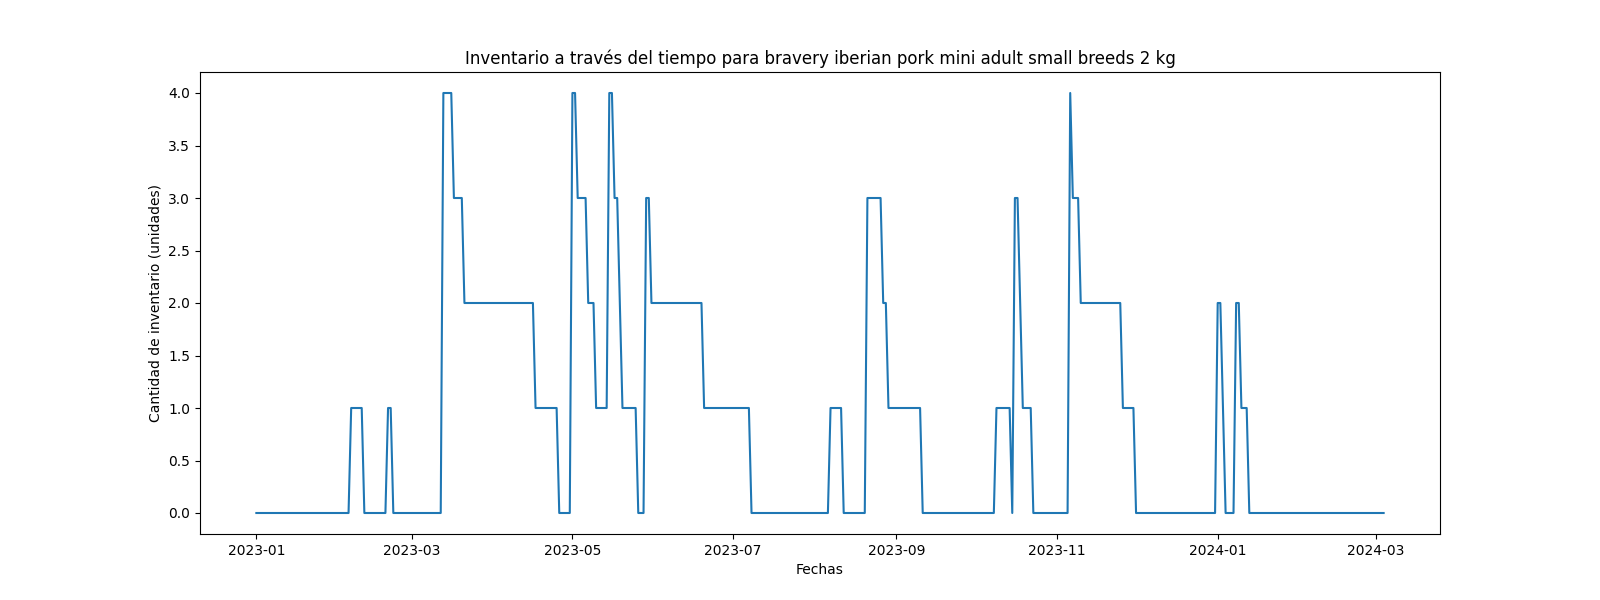 Inventario a través del tiempo para bravery iberian pork mini adult small breeds 2 kg
Cantidad de inventario (unidades)
4.0
3.5
3.0
2.5
2.0
1.5
1.0
0.5
0.0
2023-01 2023-03 2023-05 2023-07 2023-09 2023-11 2024-01 2024-03
Fechas